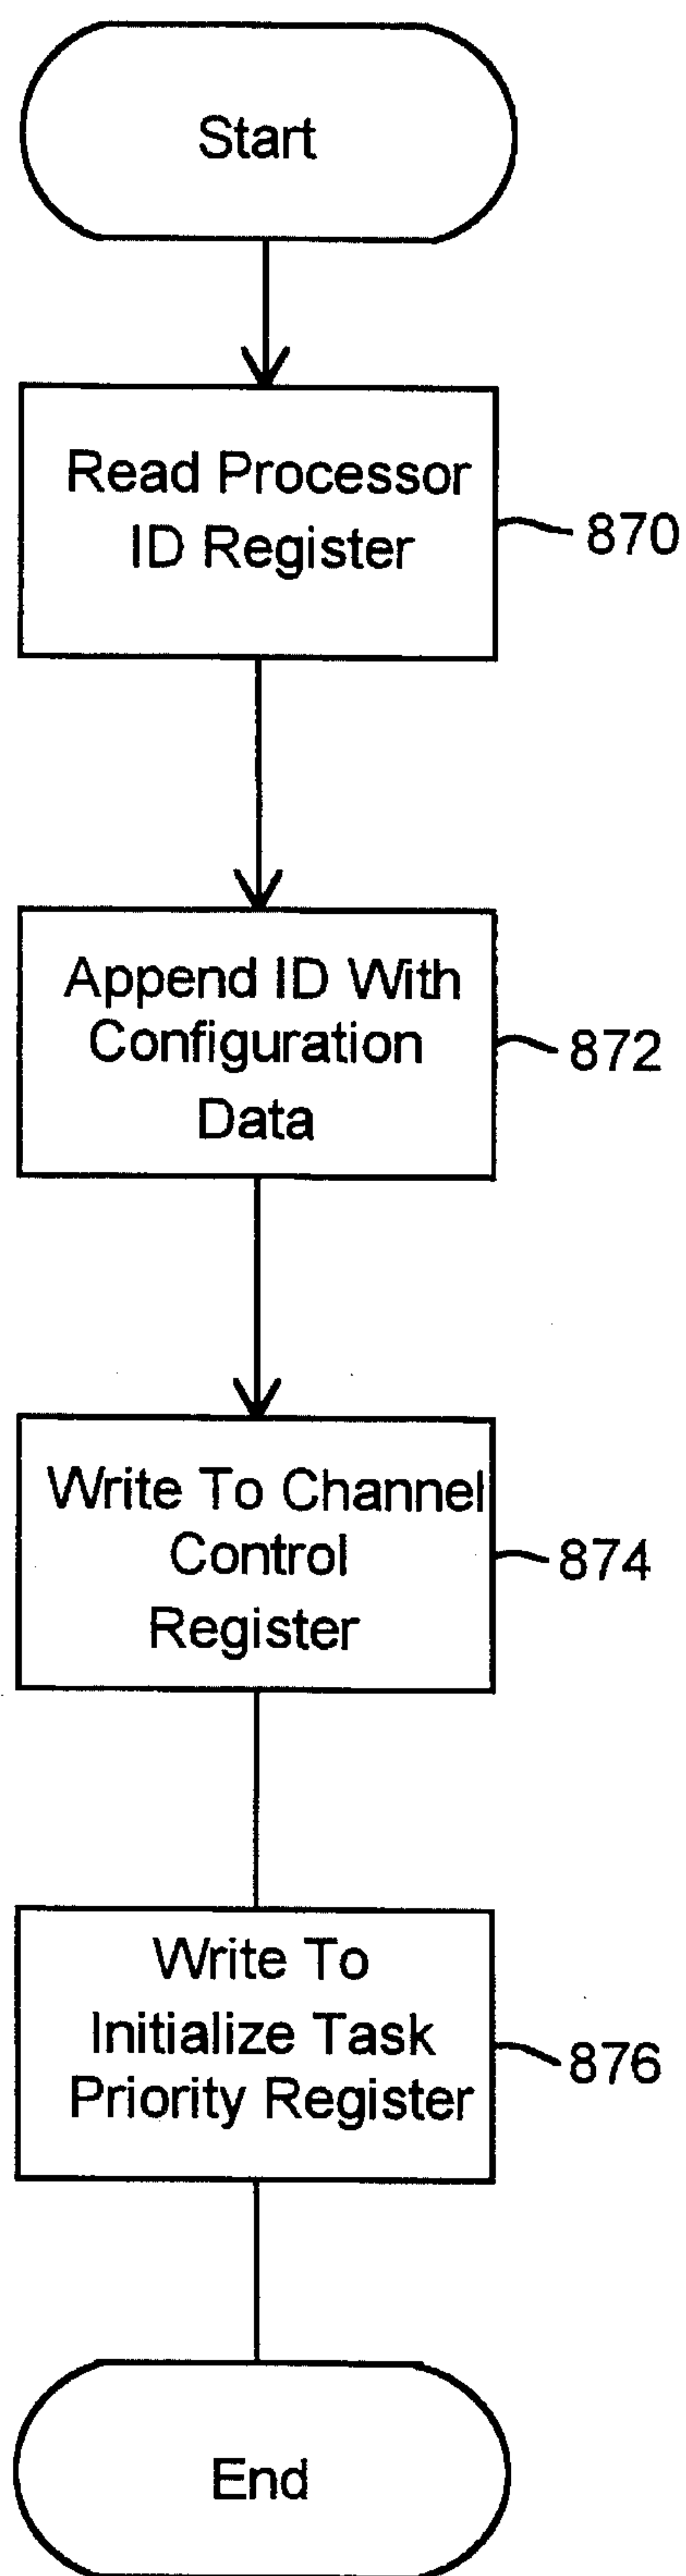 Start
Read Processor
ID Register
870
Append ID With
Configuration
Data
872
Write To Channel
Control
Register
874
Write To
Initialize Task
Priority Register
876
End